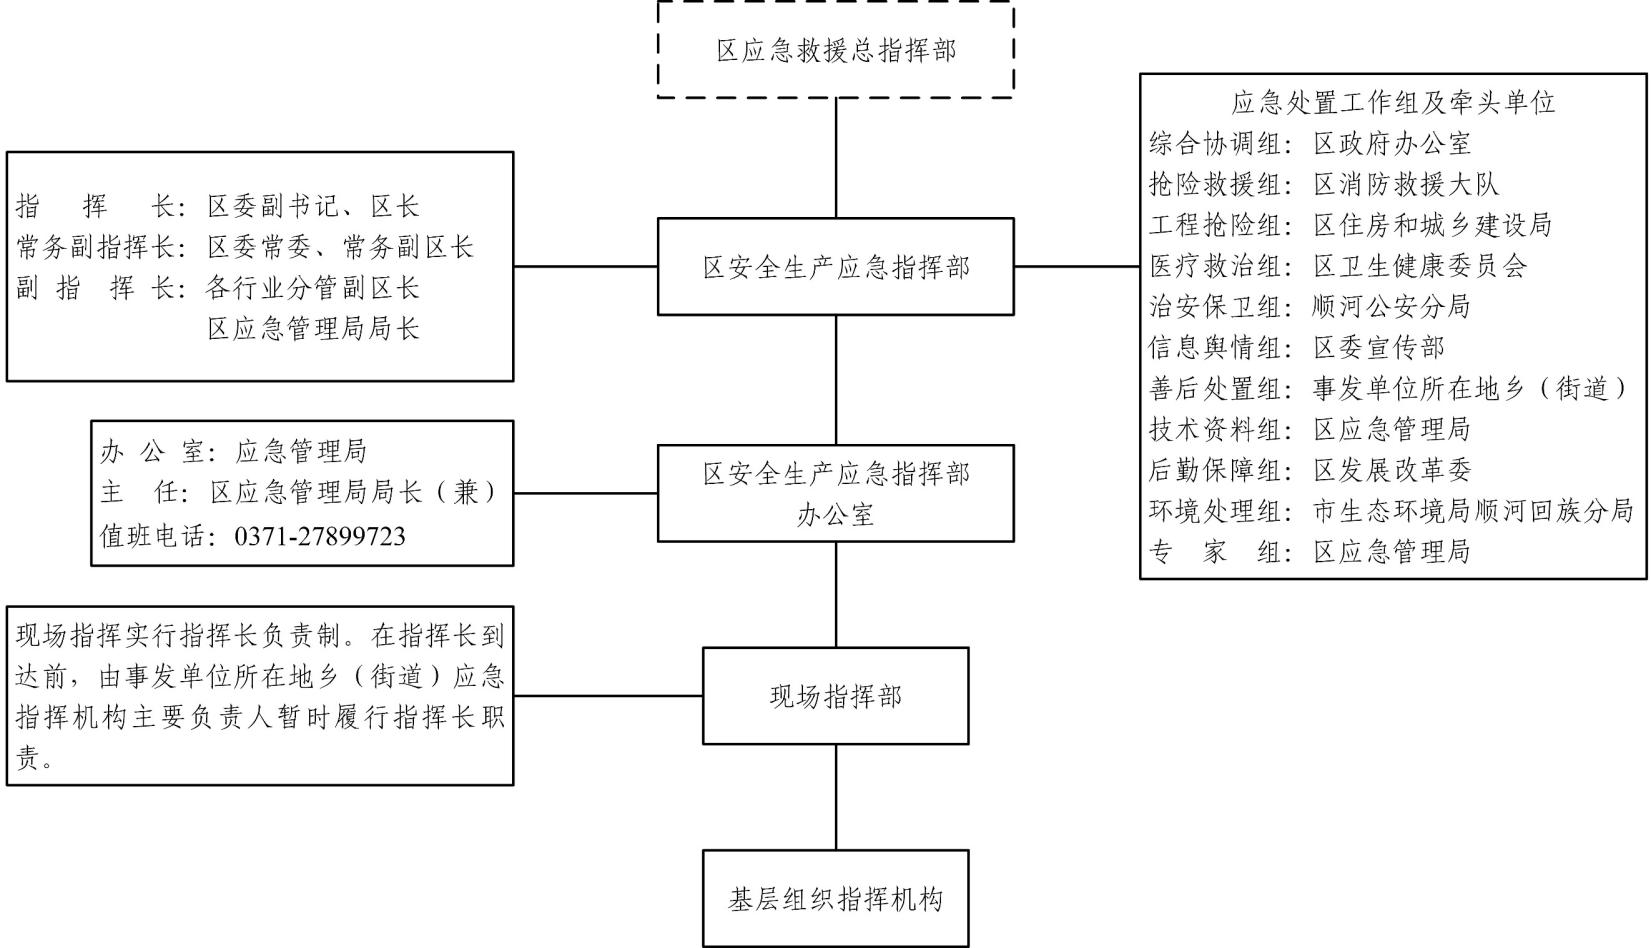 区应急救援总指挥部
指挥长：区委副书记、区长
常务副指挥长：区委常委、常务副区长
副指挥长：各行业分管副区长
区应急管理局局长
区安全生产应急指挥部
应急处置工作组及牵头单位
综合协调组：区政府办公室
抢险救援组：区消防救援大队
工程抢险组：区住房和城乡建设局
医疗救治组：区卫生健康委员会
治安保卫组：顺河公安分局
信息舆情组：区委宣传部
善后处置组：事发单位所在地乡（街道）
技术资料组：区应急管理局
后勤保障组：区发展改革委
环境处理组：市生态环境局顺河回族分局
专家组：区应急管理局
办公室：应急管理局
主任：区应急管理局局长（兼）
值班电话：0371-27899723
区安全生产应急指挥部
办公室
现场指挥实行指挥长负责制。在指挥长到
达前，由事发单位所在地乡（街道）应急
指挥机构主要负责人暂时履行指挥长职
责。
现场指挥部
基层组织指挥机构